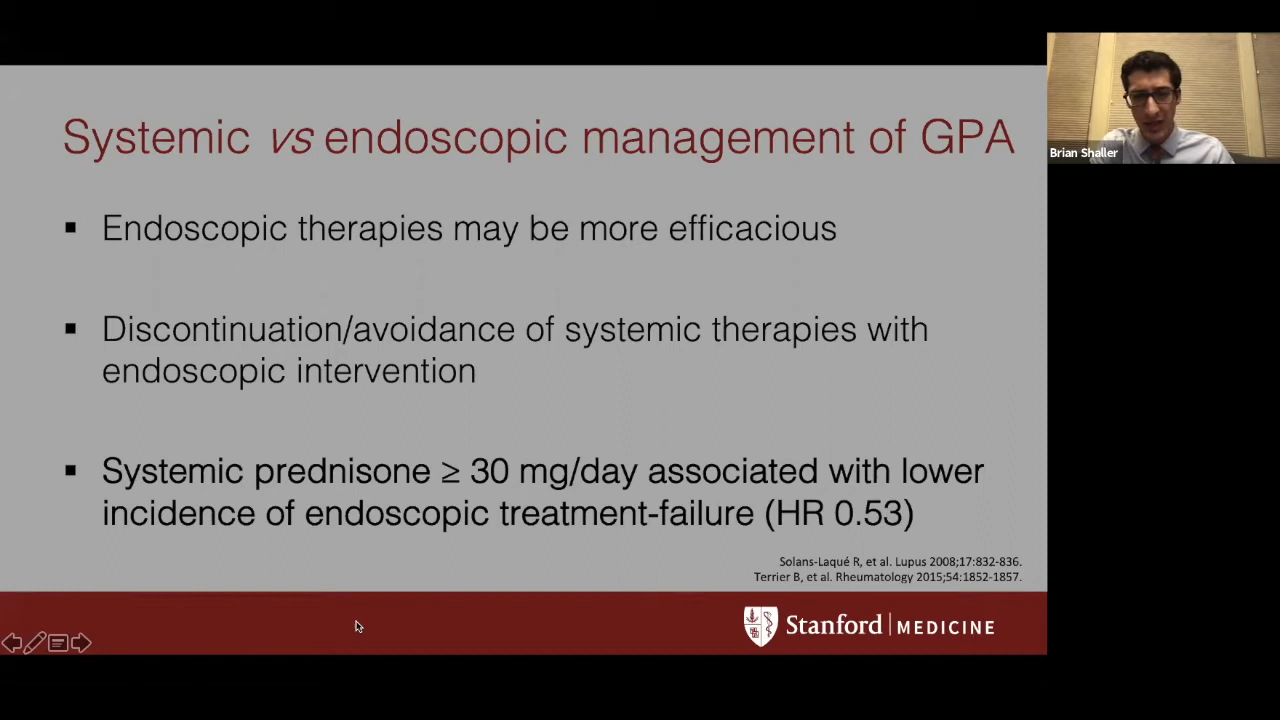 Systemic vs endoscopic management of GPA
▪ Endoscopic therapies may be more efficacious
▪ Discontinuation/avoidance of systemic therapies with
endoscopic intervention
▪ Systemic prednisone ≥ 30 mg/day associated with lower
incidence of endoscopic treatment-failure (HR 0.53)
Solans-Laqué R, et al. Lupus 2008;17:832-836.
Terrier B, et al. Rheumatology 2015;54:1852-1857.
Stanford | MEDICINE
Brian Shaller